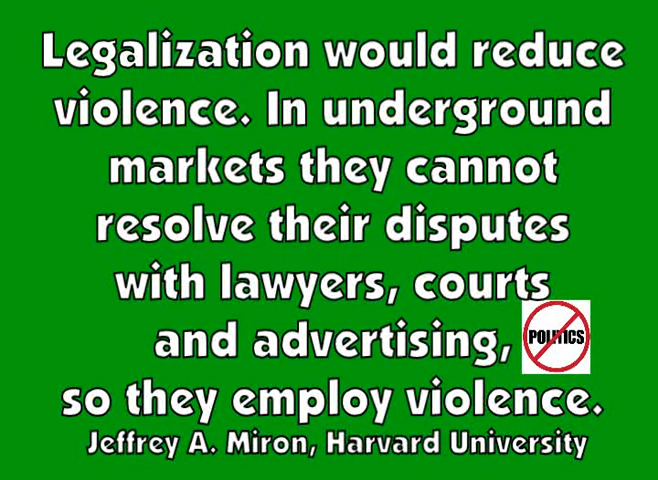 Legalization would reduce
violence. In underground
markets they cannot
resolve their disputes
with lawyers, courts
and advertising,
POLITICS
so they employ violence.
Jeffrey A. Miron, Harvard University